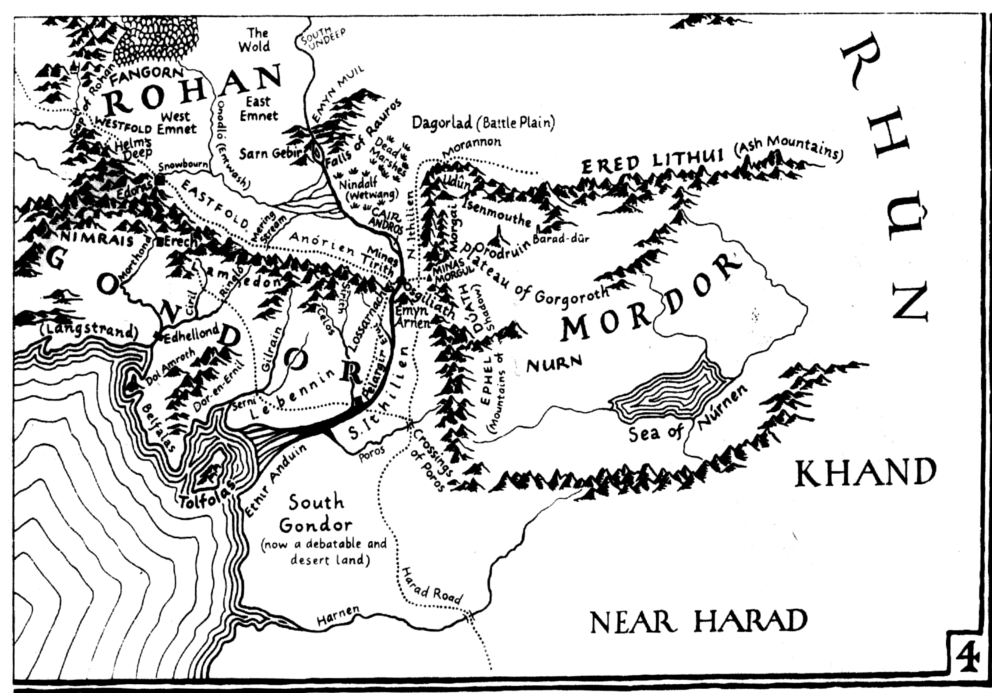 The
Wold
SOUTH
UNDEEP
RHÛN
FANGORN
ROHAN
of Rohan
WESTFOLD
West
Emnet
East
Emnet
Onodló (Entwash)
EMYN MUIL
Falls of Rauros
Sarn Gebir
Dead
Marshes
Nindalf
(Wetwang)
CAIR
ANDROS
Dagorlad (Battle Plain)
Morannon
ERED LITHUI (Ash Mountains)
Helm's
Deep
Snowbourn
Edoras
EASTFOLD
Mering
Stream
Anórien
Minas
Tirith
N. Ithilien
Udûn
Isenmouthe
Morgai
Orodruin
Barad-dûr
MINAS
MORGUL
Plateau of Gorgoroth
MORDOR
NIMRAIS
Erech
Morthond
GONDOR
Lamedon
Ciril
Ringló
(Langstrand)
Edhellond
Dol Amroth
Dor-en-Ernil
Belfalas
Gilrain
Serni
Celos
Sirith
Lossarnach
Erui
Lebennin
Pelargir
Osgiliath
Emyn
Arnen
S. Ithilien
EPHEL DÚATH
(Mountains of Shadow)
NURN
Sea of Núrnen
Poros
Crossings
of Poros
Tolfolas
Ethir Anduin
South
Gondor
(now a debatable and
desert land)
Harad Road
Harnen
KHAND
NEAR HARAD
4